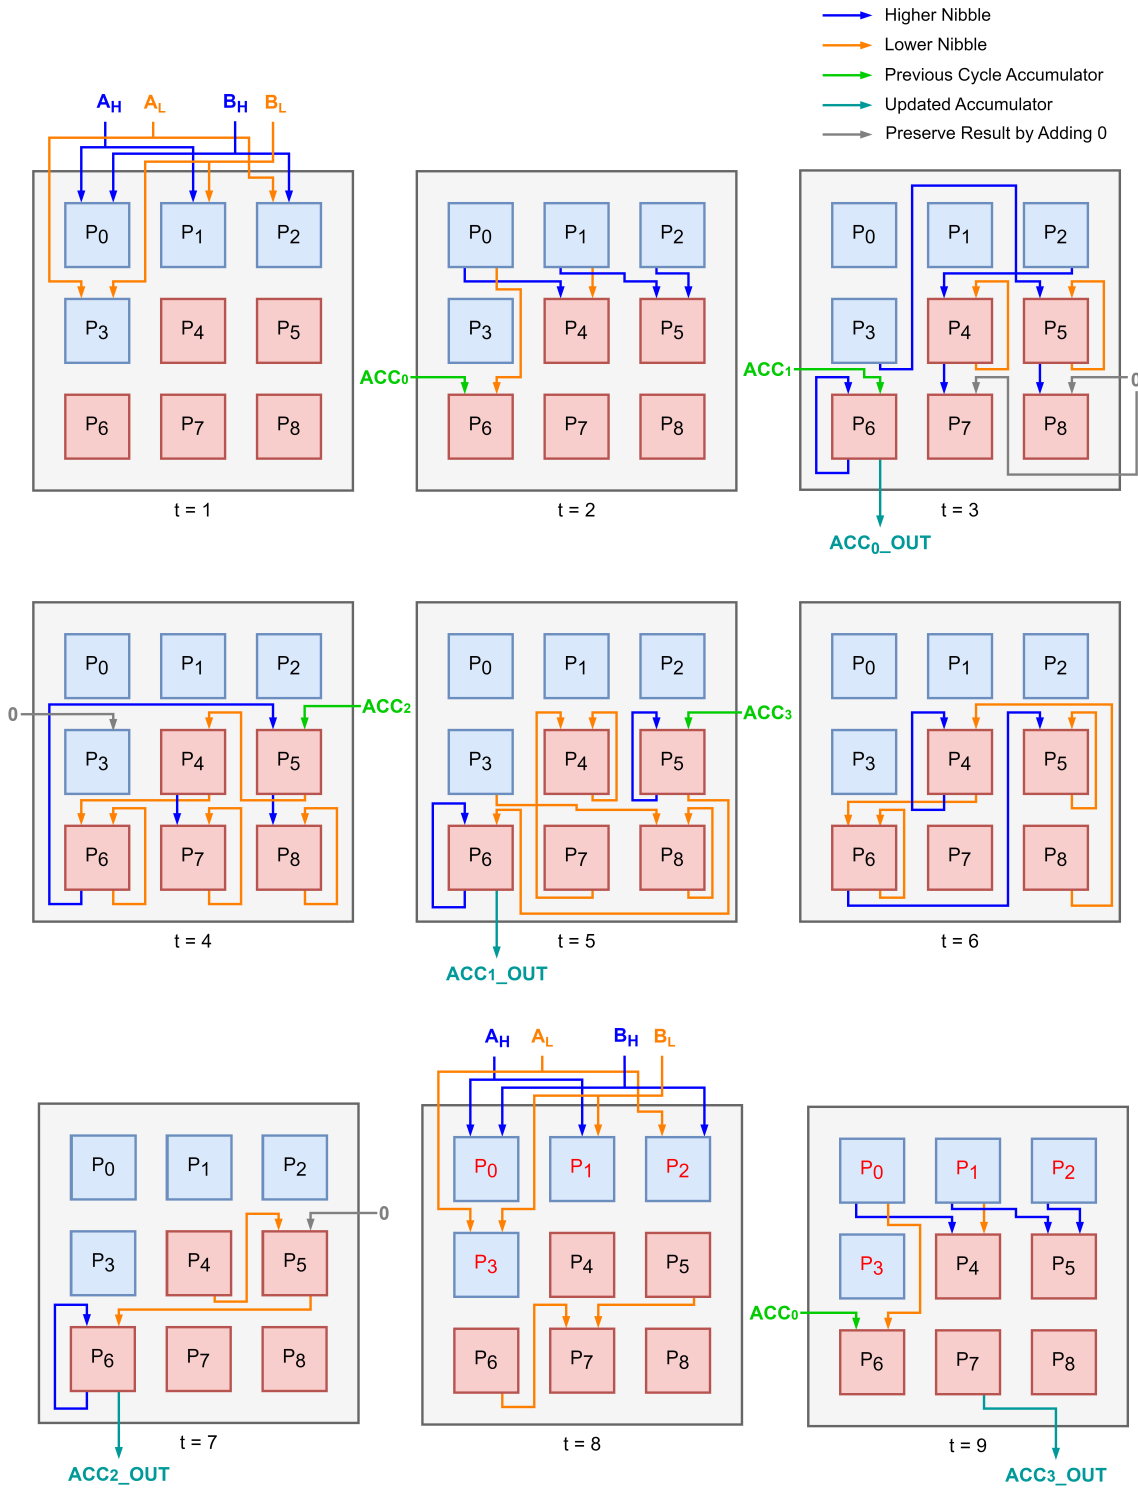 Higher Nibble
Lower Nibble
Previous Cycle Accumulator
Updated Accumulator
Preserve Result by Adding 0
AH AL BH BL
P0 P1 P2
P3 P4 P5
P6 P7 P8
t = 1
P0 P1 P2
P3 P4 P5
ACC0
P6 P7 P8
t = 2
P0 P1 P2
P3 P4 P5
ACC1 0
P6 P7 P8
t = 3
ACC0_OUT
P0 P1 P2
0 ACC2
P3 P4 P5
P6 P7 P8
t = 4
P0 P1 P2
ACC3
P3 P4 P5
P6 P7 P8
t = 5
ACC1_OUT
P0 P1 P2
P3 P4 P5
P6 P7 P8
t = 6
P0 P1 P2
0
P3 P4 P5
P6 P7 P8
t = 7
ACC2_OUT
AH AL BH BL
P0 P1 P2
P3 P4 P5
P6 P7 P8
t = 8
P0 P1 P2
P3 P4 P5
ACC0
P6 P7 P8
t = 9
ACC3_OUT